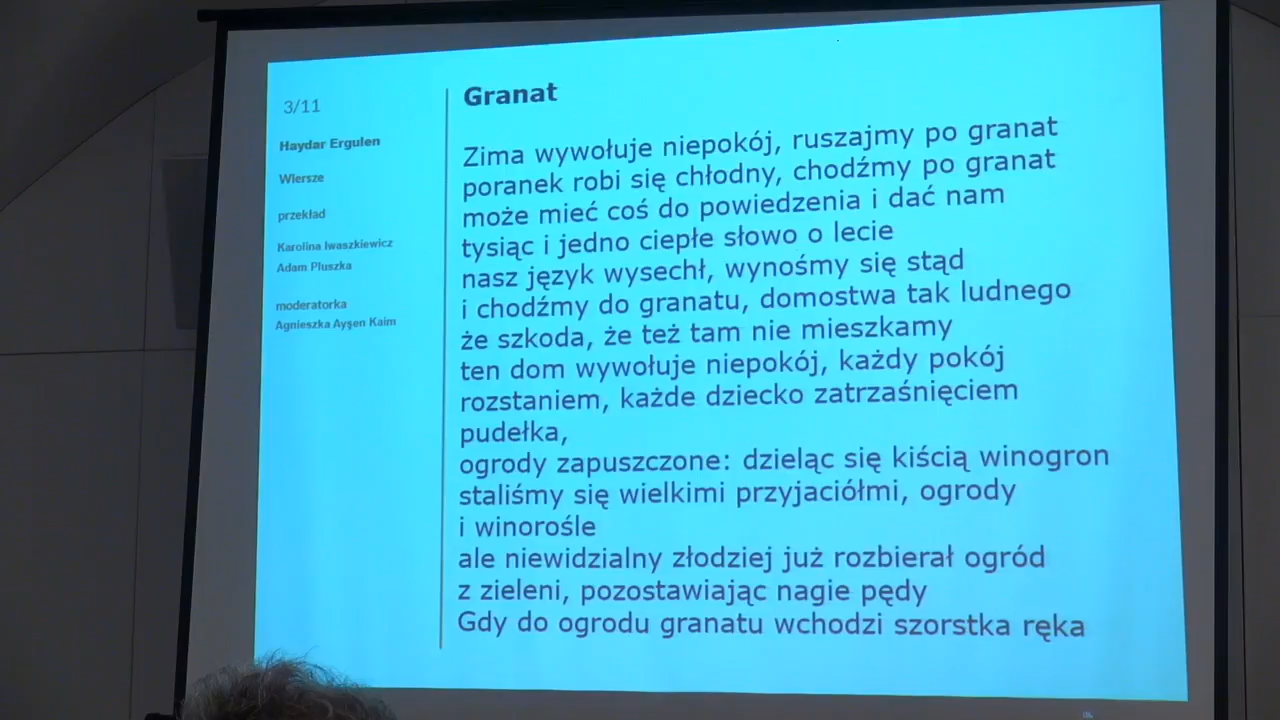 3/11
Haydar Ergulen
Wiersze
przekład
Karolina Iwaszkiewicz
Adam Pluszka
moderatorka
Agnieszka Ayşen Kaim
Granat
Zima wywołuje niepokój, ruszajmy po granat
poranek robi się chłodny, chodźmy po granat
może mieć coś do powiedzenia i dać nam
tysiąc i jedno ciepłe słowo o lecie
nasz język wysechł, wynośmy się stąd
i chodźmy do granatu, domostwa tak ludnego
że szkoda, że też tam nie mieszkamy
ten dom wywołuje niepokój, każdy pokój
rozstaniem, każde dziecko zatrzaśnięciem
pudełka,
ogrody zapuszczone: dzieląc się kiścią winogron
staliśmy się wielkimi przyjaciółmi, ogrody
i winorośle
ale niewidzialny złodziej już rozbierał ogród
z zieleni, pozostawiając nagie pędy
Gdy do ogrodu granatu wchodzi szorstka ręka